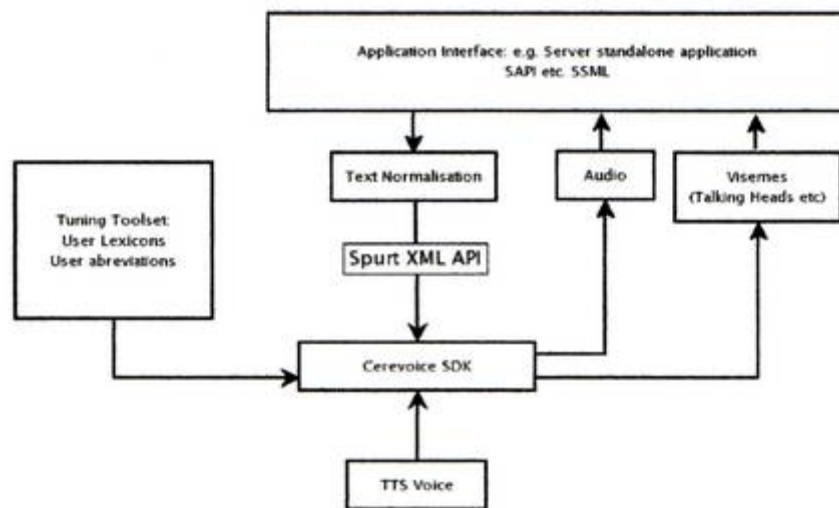 Application Interface: e.g. Server standalone application
SAPI etc. SSML
Text Normalisation
Audio
Visemes
(Talking Heads etc)
Tuning Toolset:
User Lexicons
User abreviations
Spurt XML API
Cerevoice SDK
TTS Voice